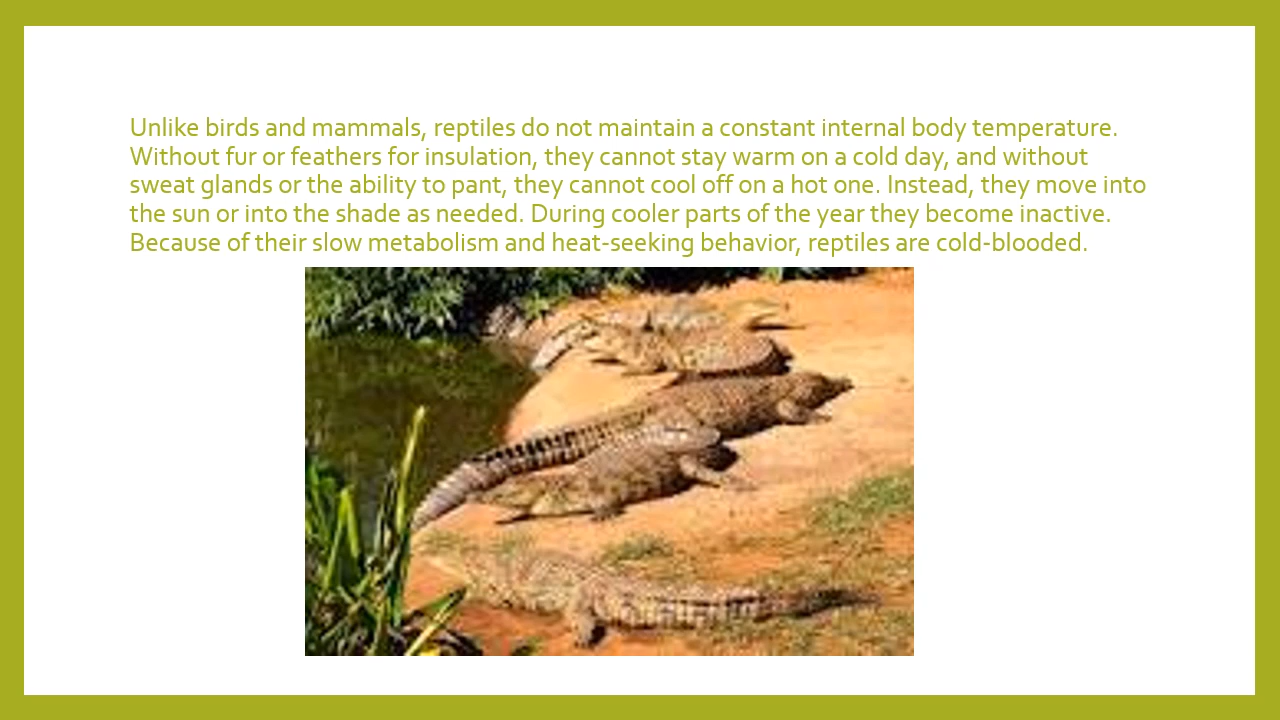 Unlike birds and mammals, reptiles do not maintain a constant internal body temperature.
Without fur or feathers for insulation, they cannot stay warm on a cold day, and without
sweat glands or the ability to pant, they cannot cool off on a hot one. Instead, they move into
the sun or into the shade as needed. During cooler parts of the year they become inactive.
Because of their slow metabolism and heat-seeking behavior, reptiles are cold-blooded.